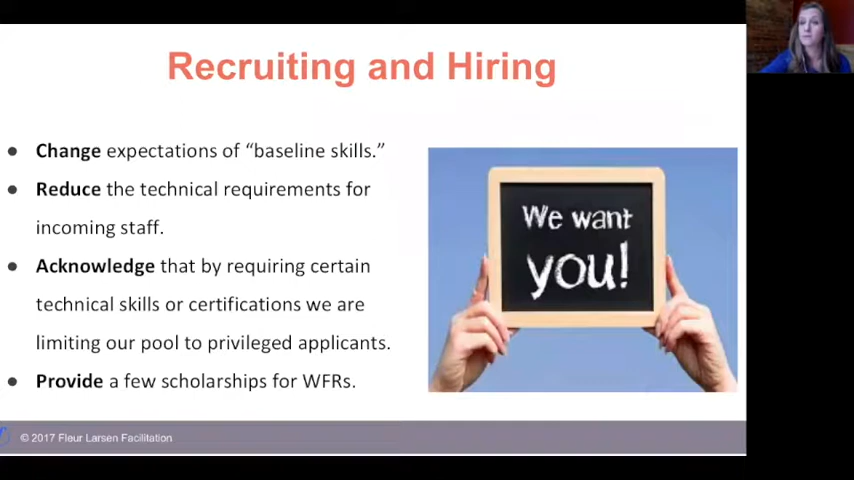 Recruiting and Hiring
● Change expectations of “baseline skills.”
● Reduce the technical requirements for
incoming staff.
● Acknowledge that by requiring certain
technical skills or certifications we are
limiting our pool to privileged applicants.
● Provide a few scholarships for WFRs.
We want
you!
© 2017 Fleur Larsen Facilitation